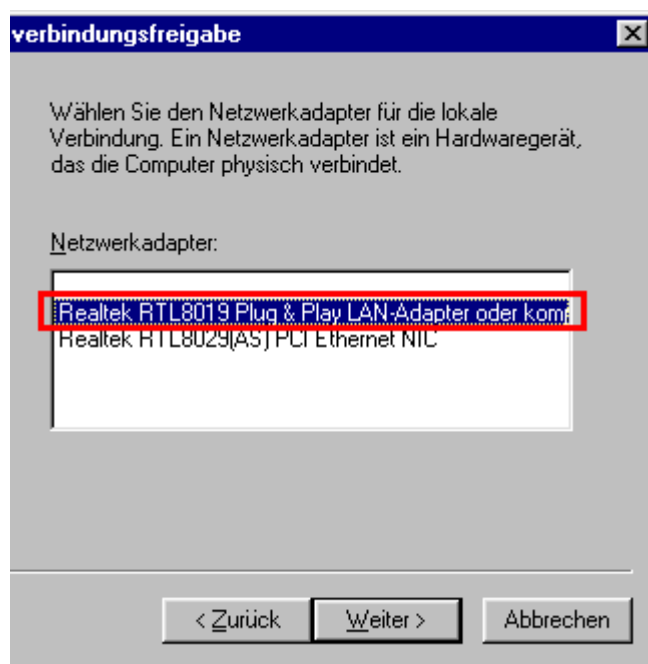 verbindungsfreigabe
Wählen Sie den Netzwerkadapter für die lokale
Verbindung. Ein Netzwerkadapter ist ein Hardwaregerät,
das die Computer physisch verbindet.
Netzwerkadapter:
Realtek RTL8019 Plug & Play LAN-Adapter oder komp
Realtek RTL8029(AS) PCI Ethernet NIC
< Zurück
Weiter >
Abbrechen